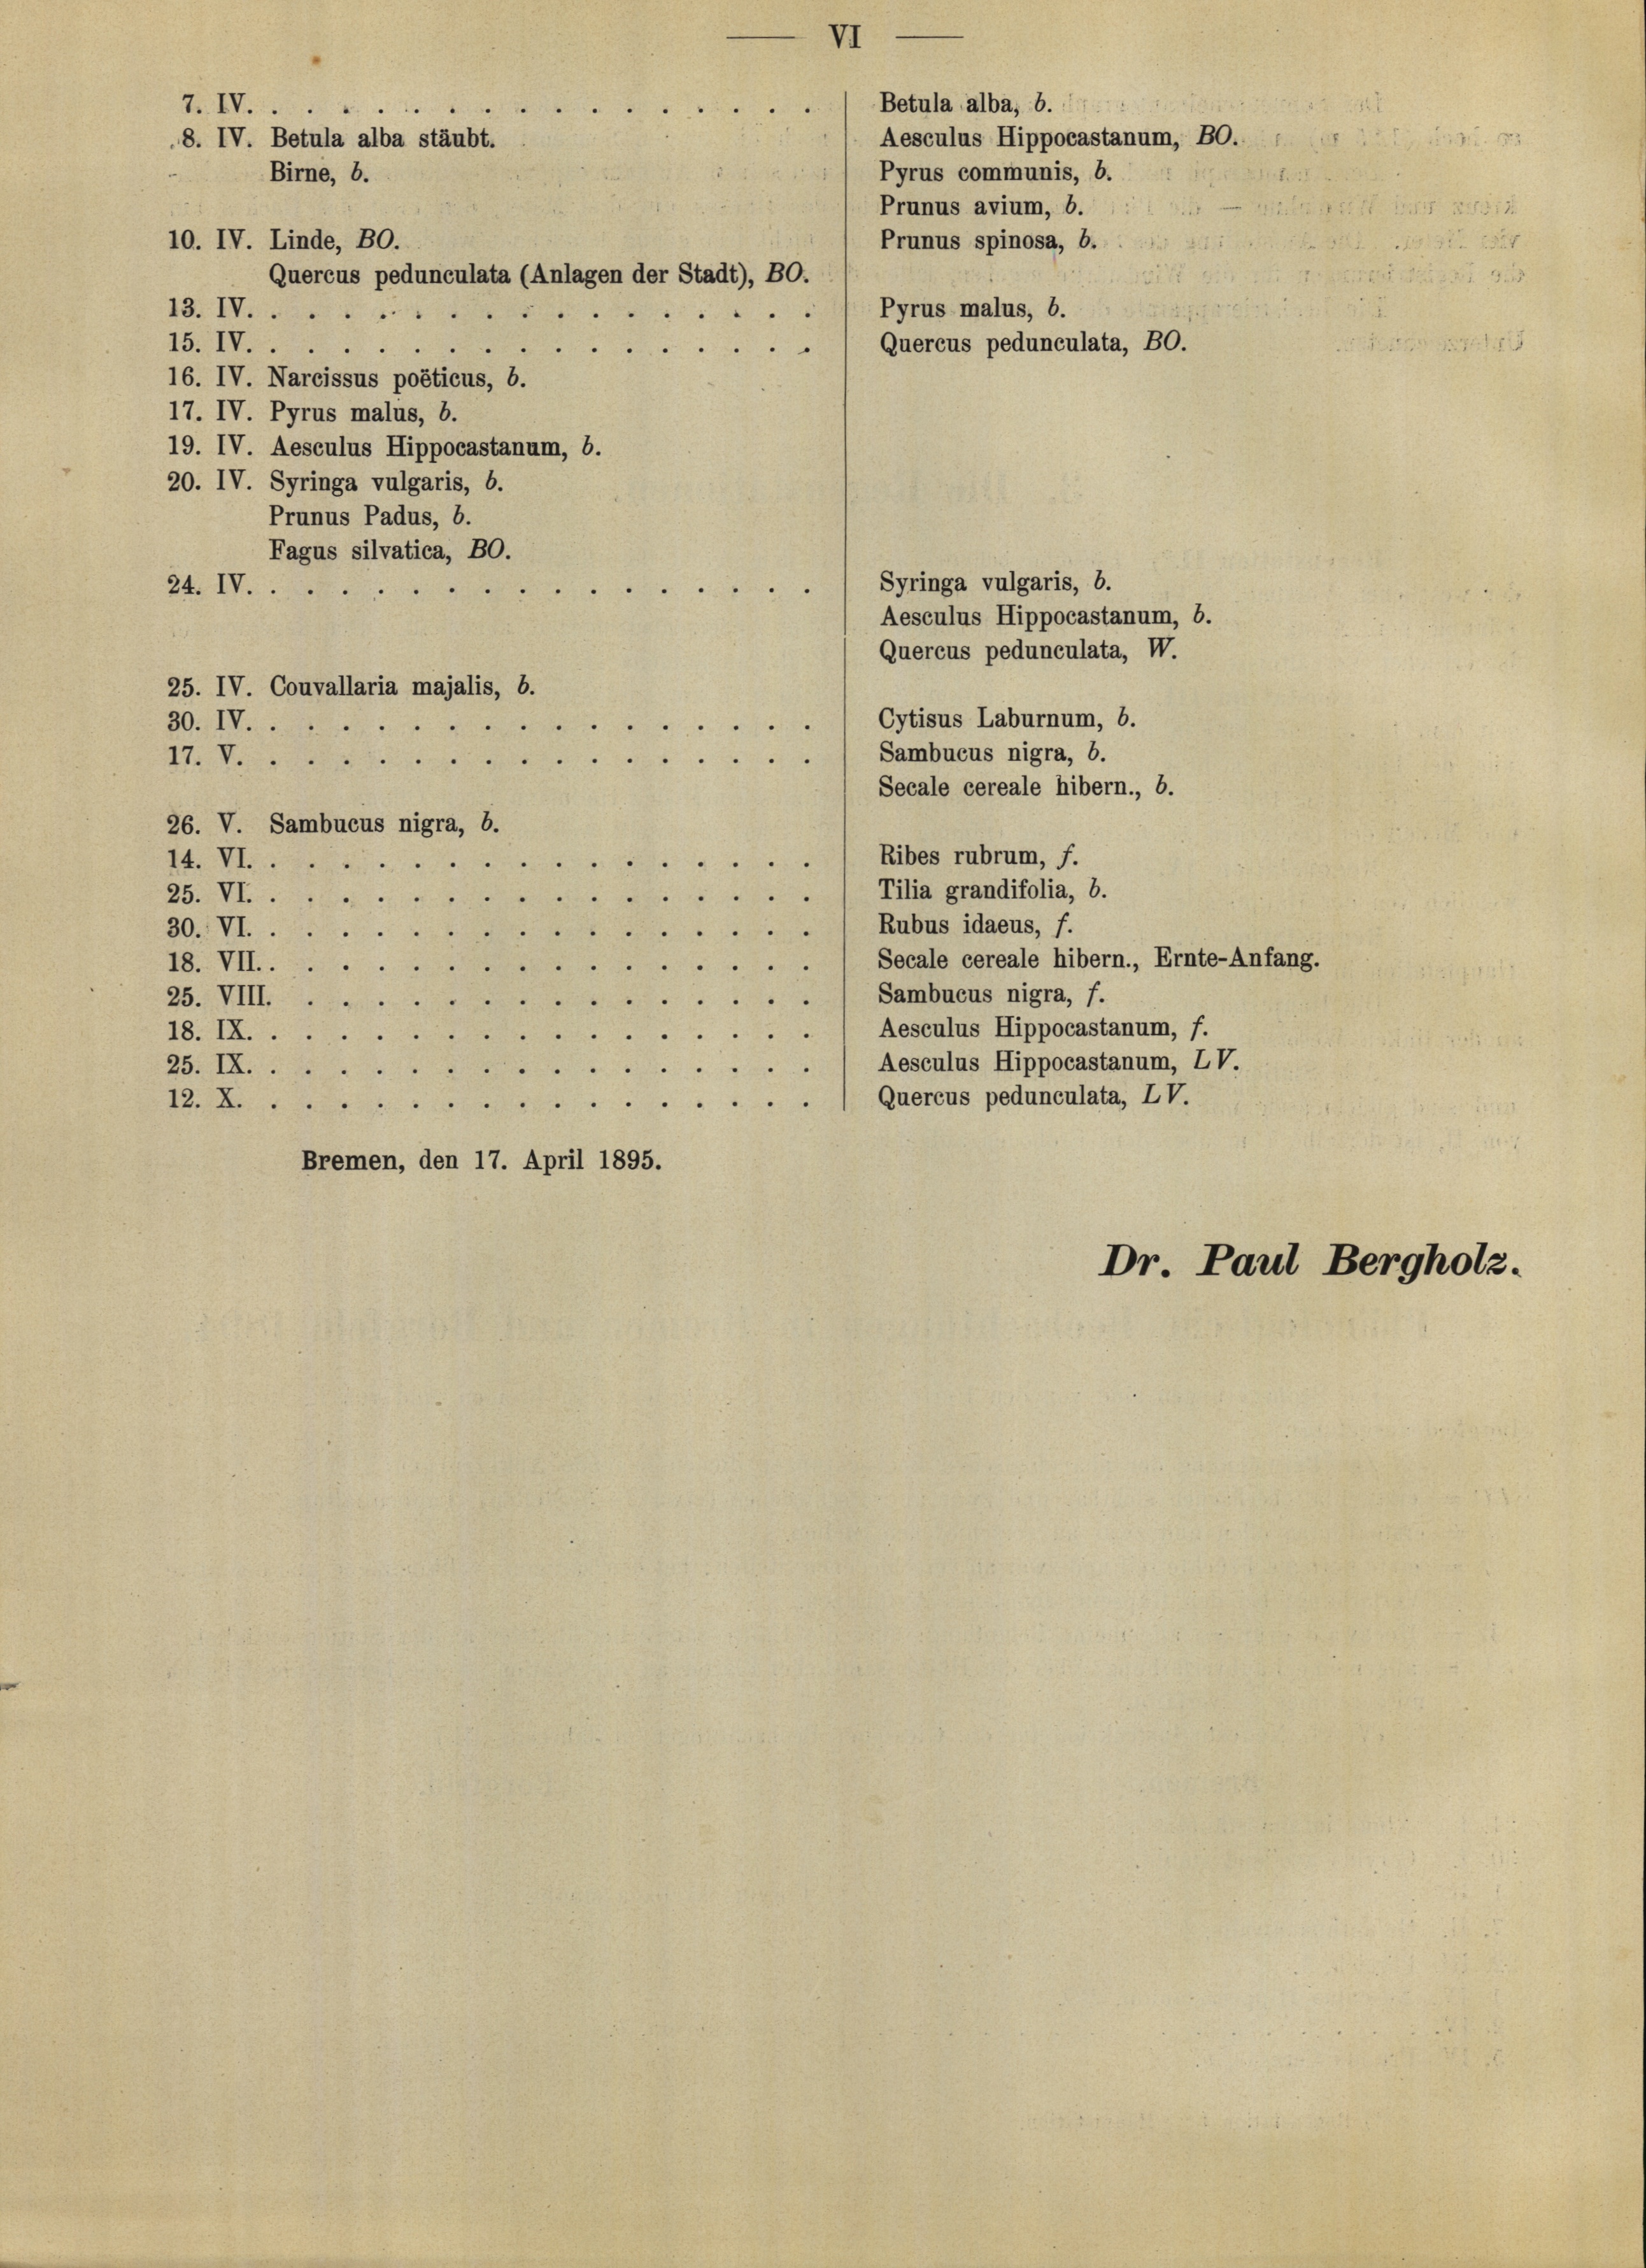 — VI —
7. IV. . . . . . . . . . . . . . . . . Betula alba, b.
8. IV. Betula alba stäubt. Aesculus Hippocastanum, BO.
Birne, b. Pyrus communis, b.
Prunus avium, b.
10. IV. Linde, BO. Prunus spinosa, b.
Quercus pedunculata (Anlagen der Stadt), BO.
13. IV. . . . . . . . . . . . . . . . . Pyrus malus, b.
15. IV. . . . . . . . . . . . . . . . . Quercus pedunculata, BO.
16. IV. Narcissus poëticus, b.
17. IV. Pyrus malus, b.
19. IV. Aesculus Hippocastanum, b.
20. IV. Syringa vulgaris, b.
Prunus Padus, b.
Fagus silvatica, BO.
24. IV. . . . . . . . . . . . . . . . . Syringa vulgaris, b.
Aesculus Hippocastanum, b.
Quercus pedunculata, W.
25. IV. Couvallaria majalis, b.
30. IV. . . . . . . . . . . . . . . . . Cytisus Laburnum, b.
17. V. . . . . . . . . . . . . . . . . Sambucus nigra, b.
Secale cereale hibern., b.
26. V. Sambucus nigra, b.
14. VI. . . . . . . . . . . . . . . . . Ribes rubrum, f.
25. VI. . . . . . . . . . . . . . . . . Tilia grandifolia, b.
30. VI. . . . . . . . . . . . . . . . . Rubus idaeus, f.
18. VII. . . . . . . . . . . . . . . . . Secale cereale hibern., Ernte-Anfang.
25. VIII. . . . . . . . . . . . . . . . Sambucus nigra, f.
18. IX. . . . . . . . . . . . . . . . . Aesculus Hippocastanum, f.
25. IX. . . . . . . . . . . . . . . . . Aesculus Hippocastanum, LV.
12. X. . . . . . . . . . . . . . . . . Quercus pedunculata, LV.
Bremen, den 17. April 1895.
Dr. Paul Bergholz.